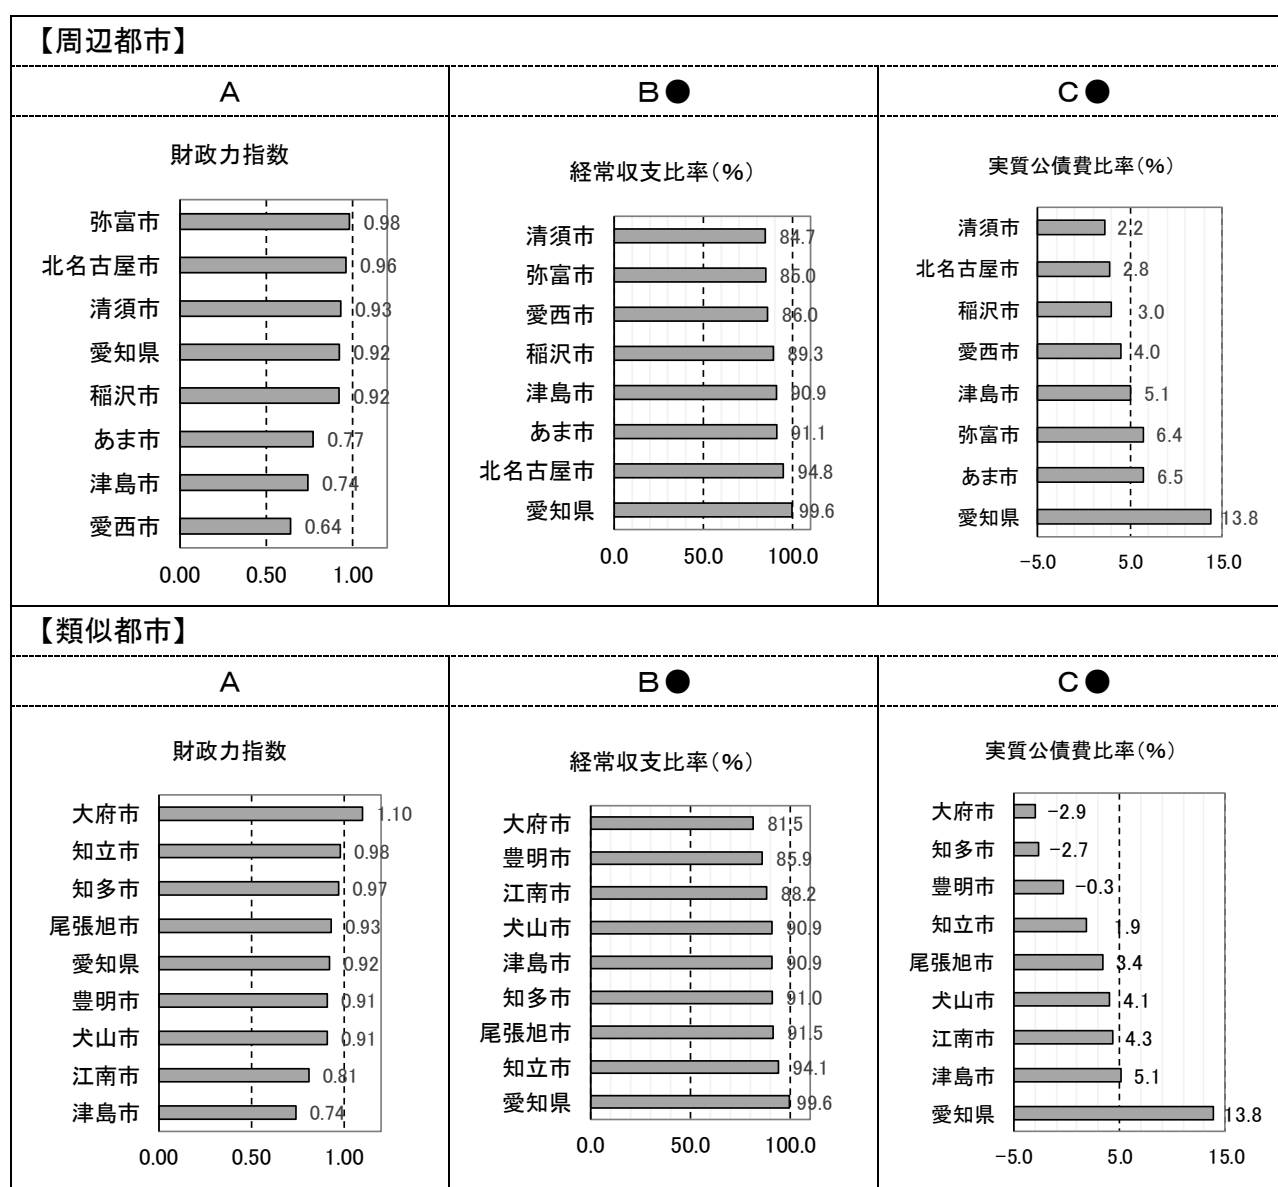 【周辺都市】
A B● C●
財政力指数
弥富市 0.98
北名古屋市 0.96
清須市 0.93
愛知県 0.92
稲沢市 0.92
あま市 0.77
津島市 0.74
愛西市 0.64
0.00 0.50 1.00
経常収支比率(%)
清須市 84.7
弥富市 85.0
愛西市 86.0
稲沢市 89.3
津島市 90.9
あま市 91.1
北名古屋市 94.8
愛知県 99.6
0.0 50.0 100.0
実質公債費比率(%)
清須市 2.2
北名古屋市 2.8
稲沢市 3.0
愛西市 4.0
津島市 5.1
弥富市 6.4
あま市 6.5
愛知県 13.8
-5.0 5.0 15.0
【類似都市】
A B● C●
財政力指数
大府市 1.10
知立市 0.98
知多市 0.97
尾張旭市 0.93
愛知県 0.92
豊明市 0.91
犬山市 0.91
江南市 0.81
津島市 0.74
0.00 0.50 1.00
経常収支比率(%)
大府市 81.5
豊明市 85.9
江南市 88.2
犬山市 90.9
津島市 90.9
知多市 91.0
尾張旭市 91.5
知立市 94.1
愛知県 99.6
0.0 50.0 100.0
実質公債費比率(%)
大府市 -2.9
知多市 -2.7
豊明市 -0.3
知立市 1.9
尾張旭市 3.4
犬山市 4.1
江南市 4.3
津島市 5.1
愛知県 13.8
-5.0 5.0 15.0